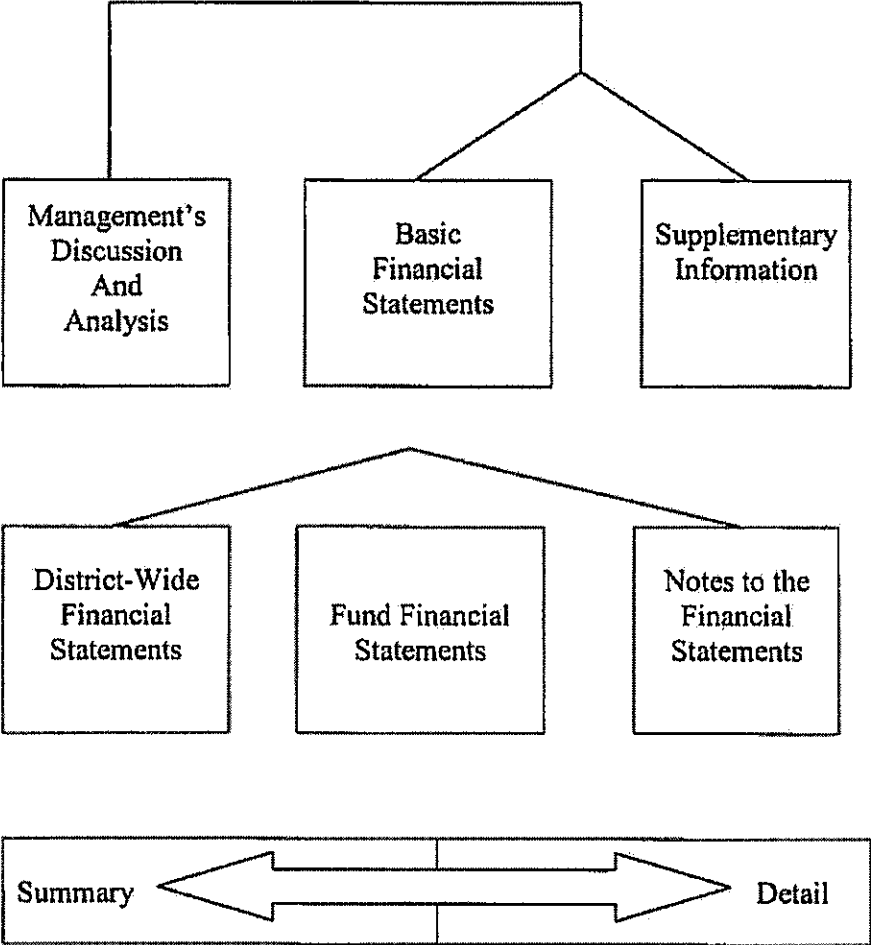 Management's
Discussion
And
Analysis
Basic
Financial
Statements
Supplementary
Information
District-Wide
Financial
Statements
Fund Financial
Statements
Notes to the
Financial
Statements
Summary
Detail